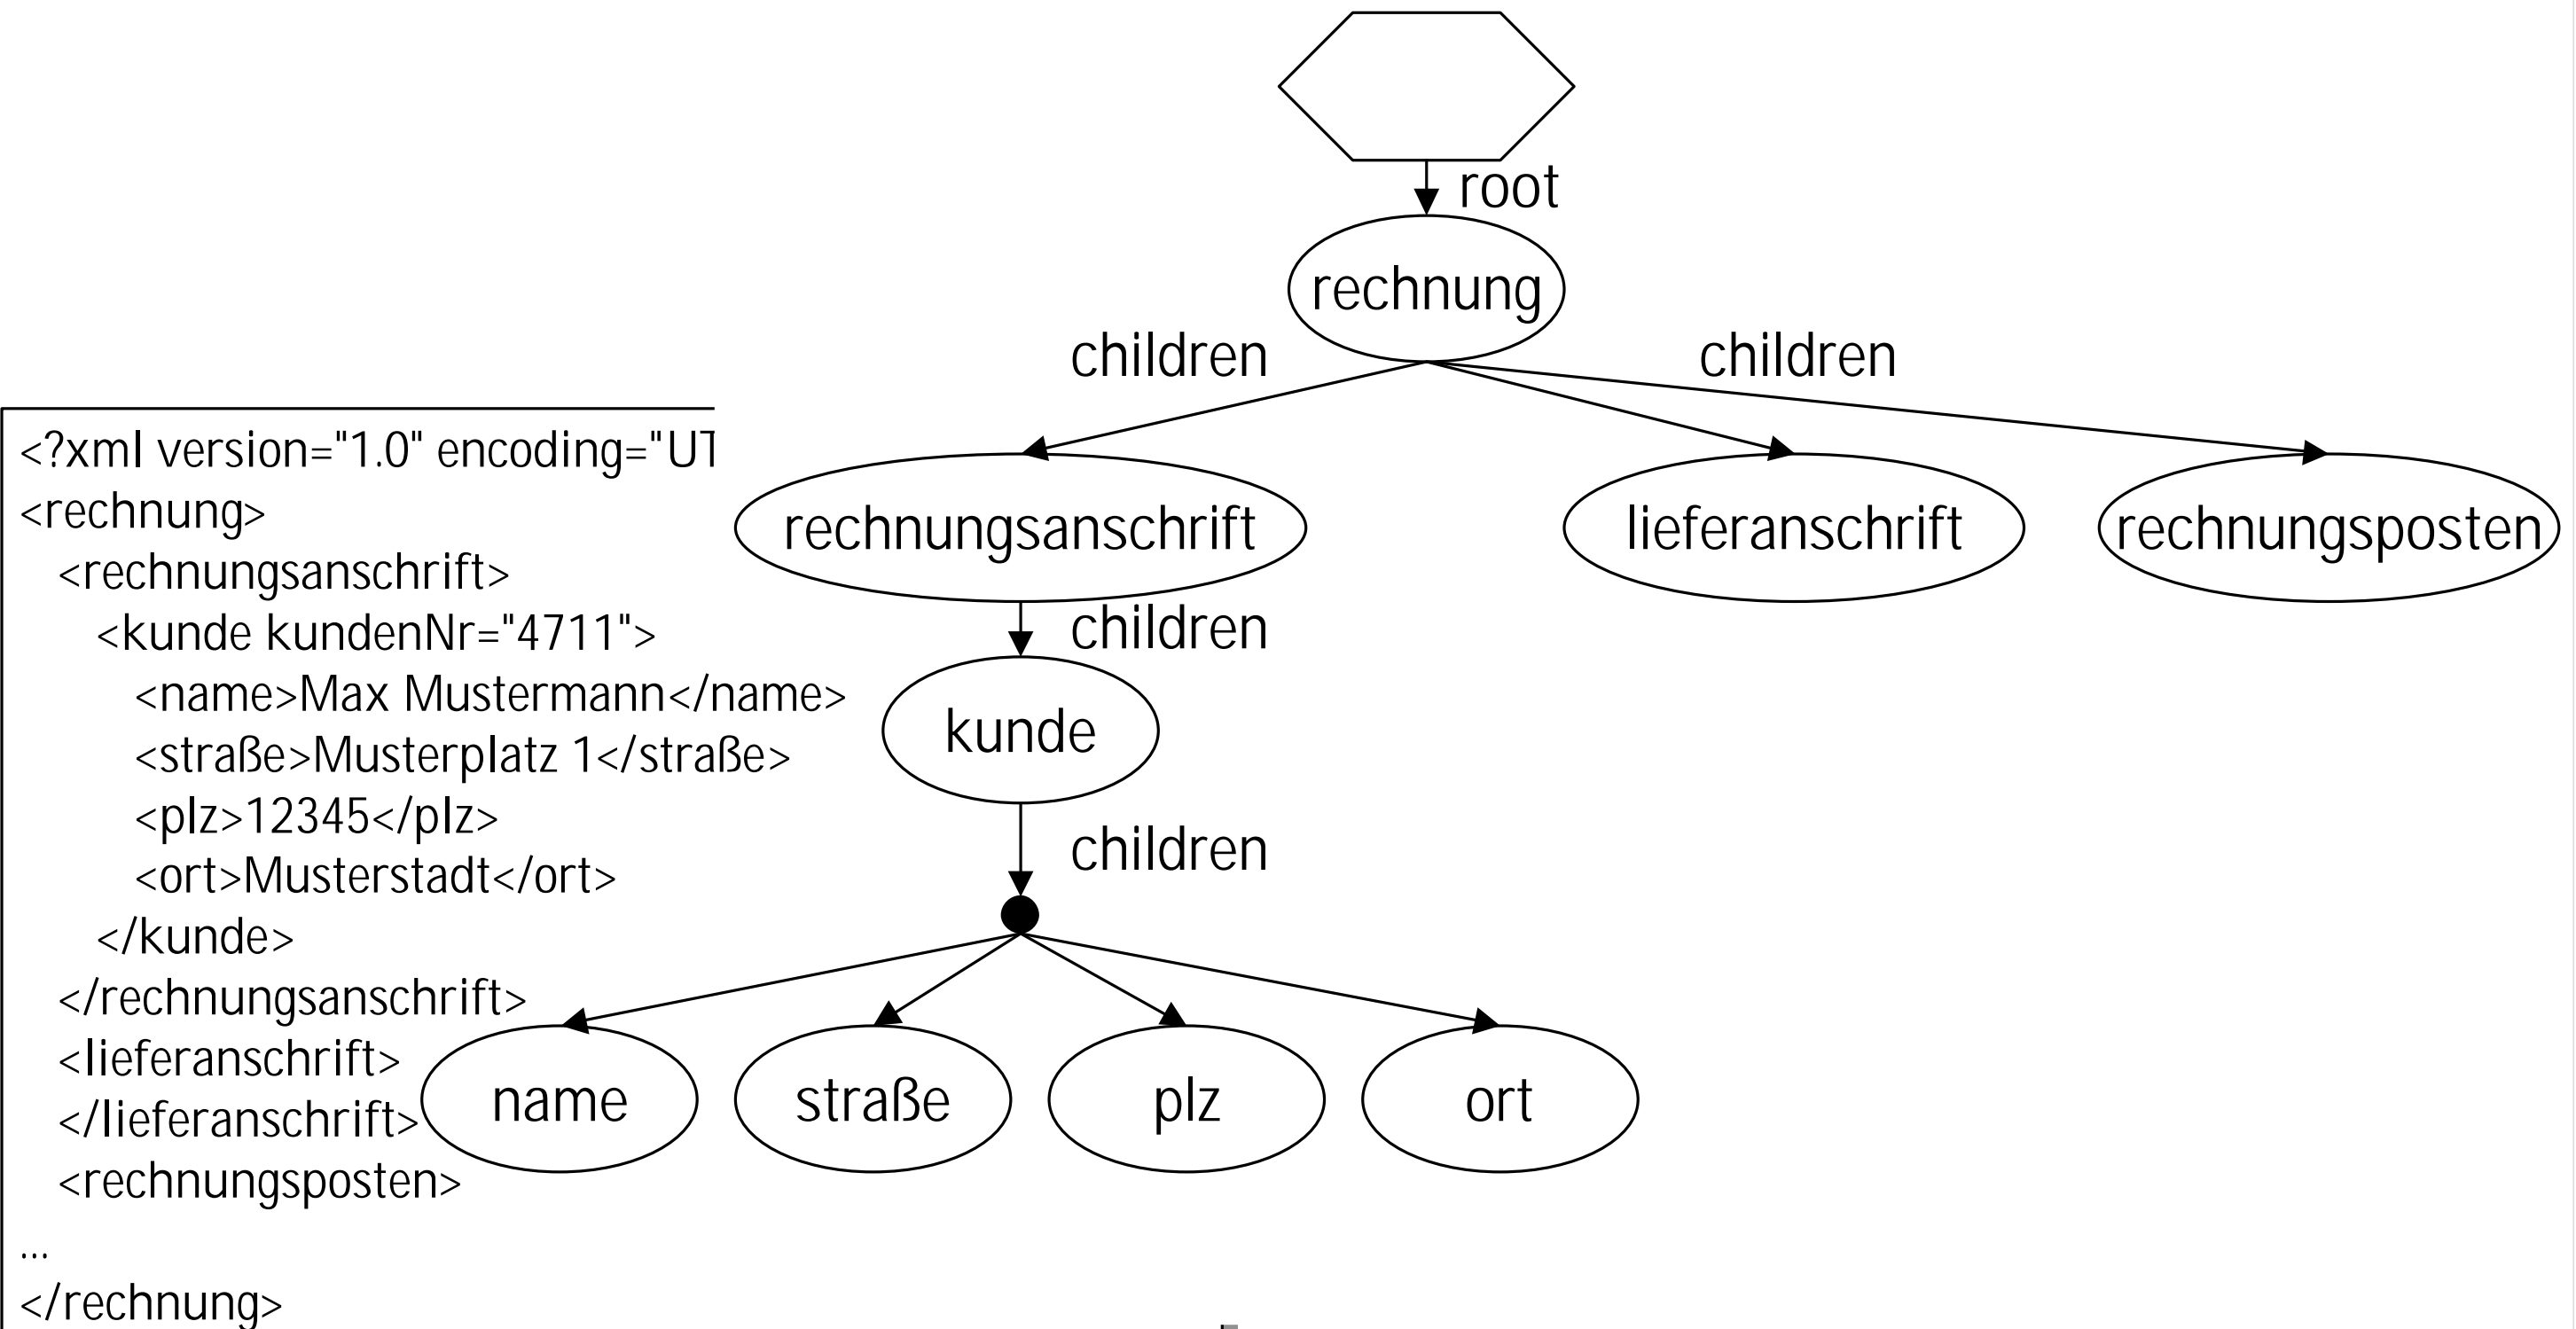 root
rechnung
children
children
<?xml version="1.0" encoding="UT
<rechnung>
<rechnungsanschrift>
<kunde kundenNr="4711">
<name>Max Mustermann</name>
<straße>Musterplatz 1</straße>
<plz>12345</plz>
<ort>Musterstadt</ort>
</kunde>
</rechnungsanschrift>
<lieferanschrift>
</lieferanschrift>
<rechnungsposten>
...
</rechnung>
rechnungsanschrift
lieferanschrift
rechnungsposten
children
kunde
children
name
straße
plz
ort